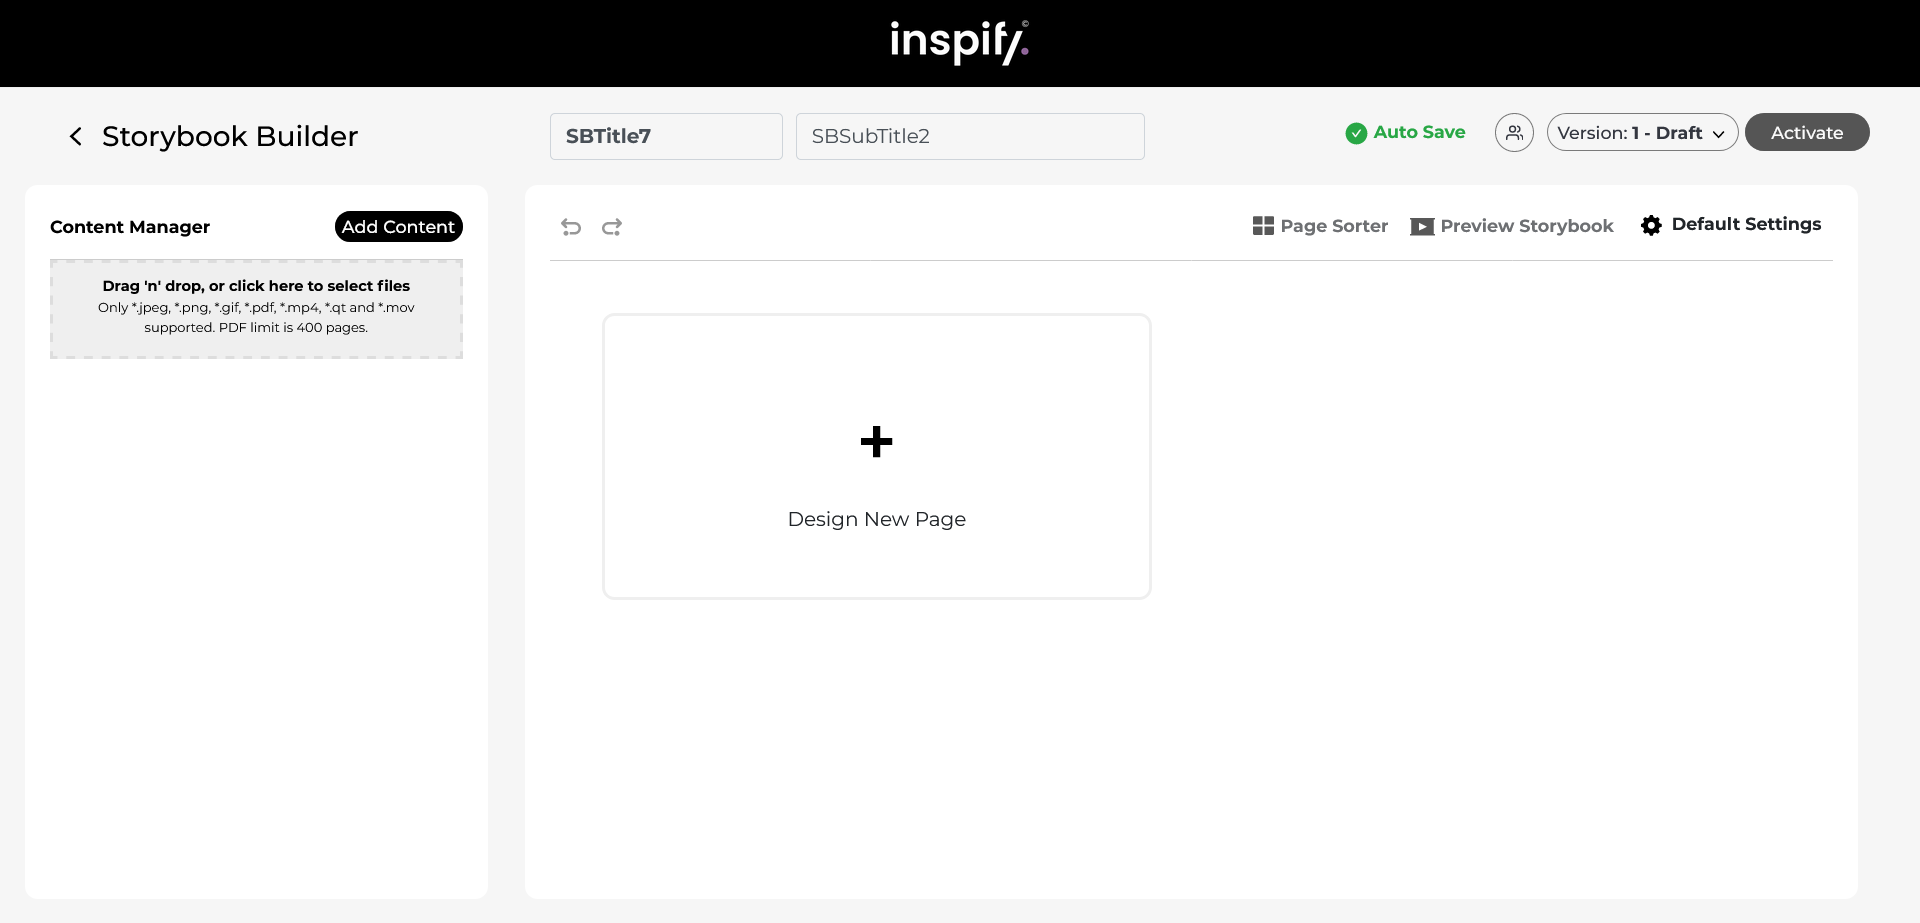 inspify.©
Storybook Builder
SBTitle7
SBSubTitle2
Auto Save
Version: 1 - Draft
Activate
Content Manager
Add Content
Drag 'n' drop, or click here to select files
Only *.jpeg, *.png, *.gif, *.pdf, *.mp4, *.qt and *.mov
supported. PDF limit is 400 pages.
Page Sorter
Preview Storybook
Default Settings
Design New Page